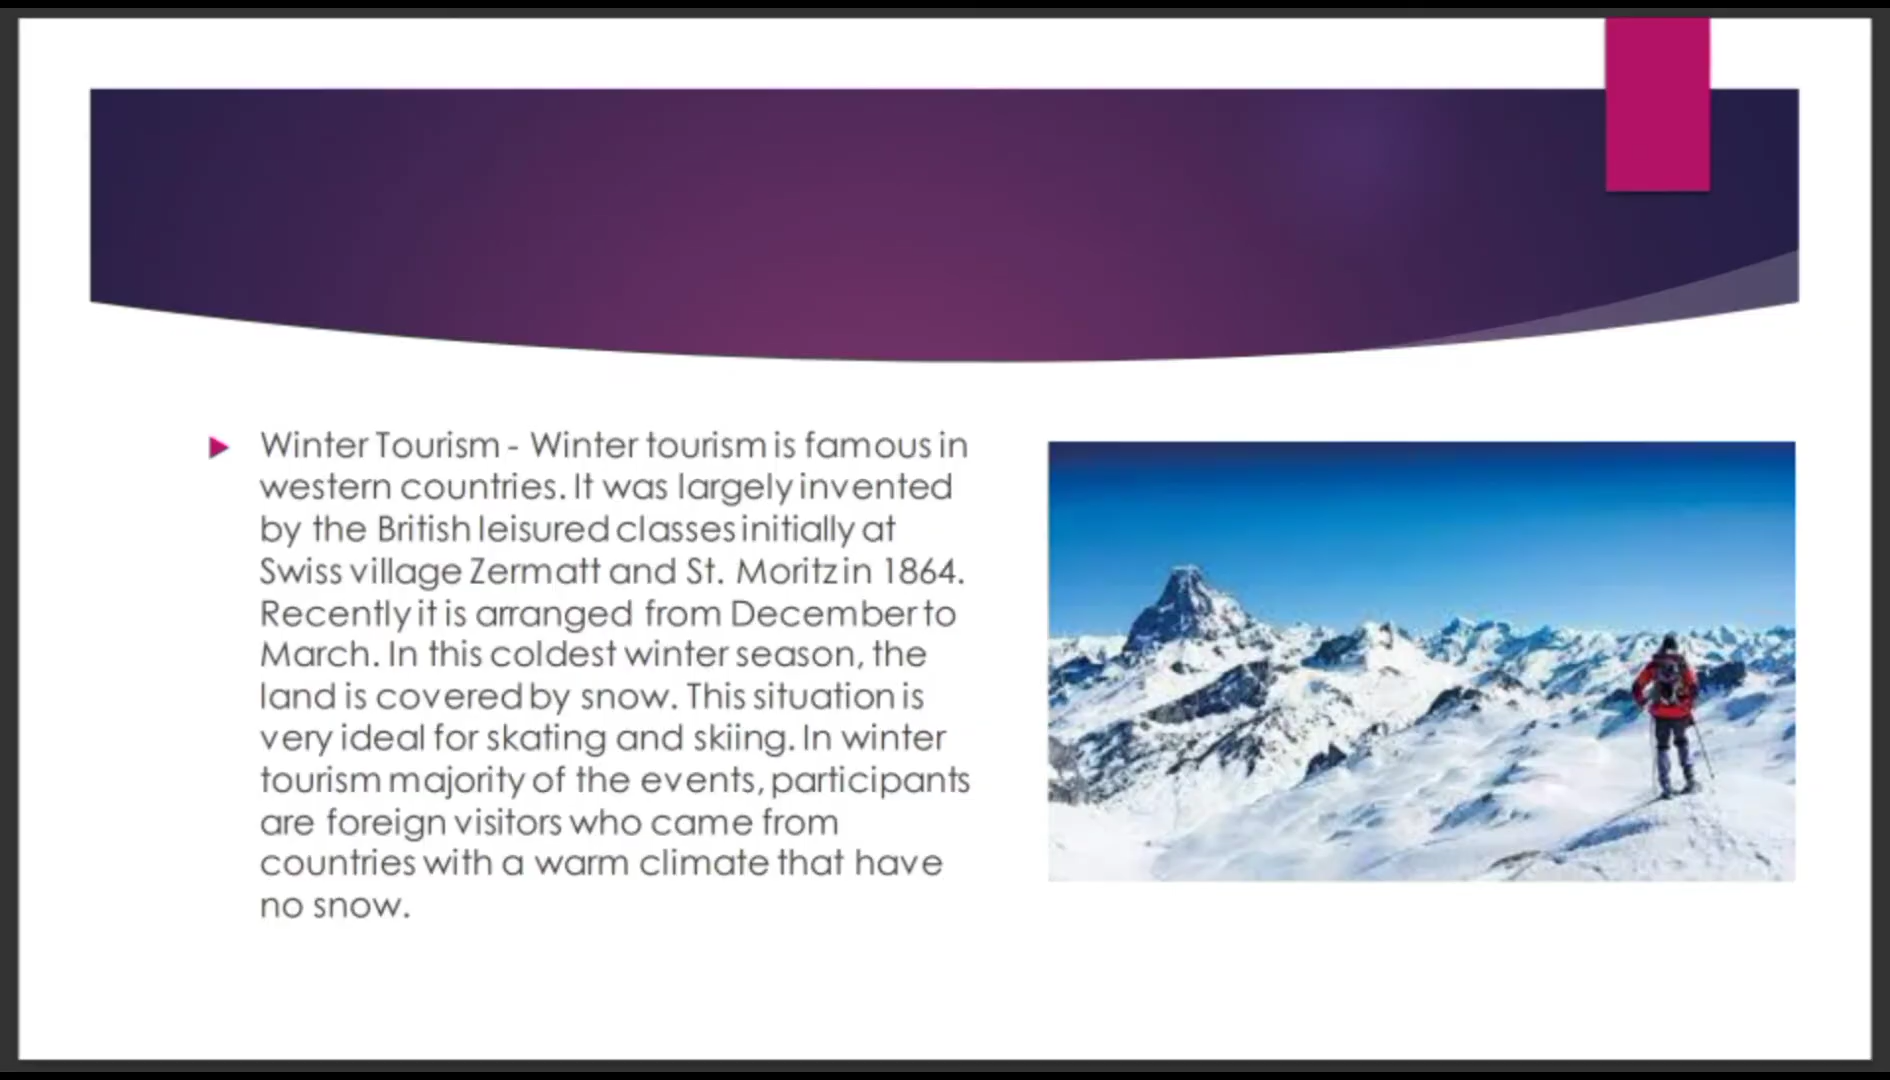 Winter Tourism - Winter tourism is famous in
western countries. It was largely invented
by the British leisured classes initially at
Swiss village Zermatt and St. Moritz in 1864.
Recently it is arranged from December to
March. In this coldest winter season, the
land is covered by snow. This situation is
very ideal for skating and skiing. In winter
tourism majority of the events, participants
are foreign visitors who came from
countries with a warm climate that have
no snow.